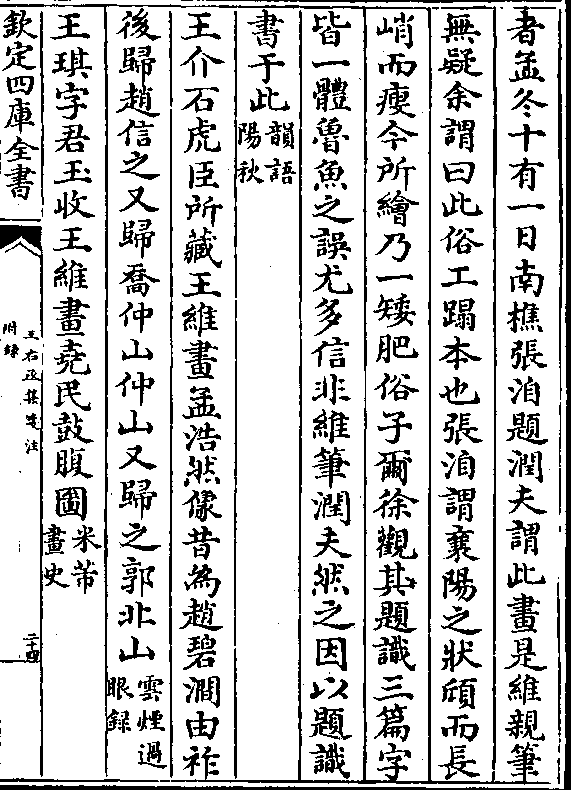 者孟冬十有一日南樵張洎題潤夫謂此畫是維親筆
無疑余謂曰此俗工蹋本也張洎謂襄陽之狀頎而長
峭而瘦今所繪乃一矮肥俗子爾徐觀其題識三篇字
皆一體魯魚之誤尤多信非維筆潤夫然之因以題識
書于此韻語陽秋
王介石虎臣所藏王維畫孟浩然像昔為趙碧澗由祚
後歸趙信之又歸喬仲山仲山又歸之郭北山雲煙過眼録
王琪字君玉收王維畫堯民鼓腹圖米芾畫史
欽定四庫全書
王右丞集箋注
附録
三十四